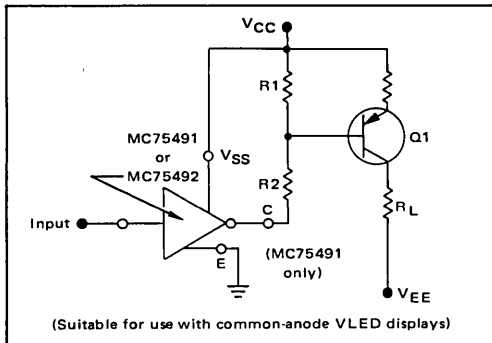 VCC
R1
MC75491
or
MC75492
VSS
Q1
R2
RL
Input
C
E
(MC75491
only)
VEE
(Suitable for use with common-anode VLED displays)